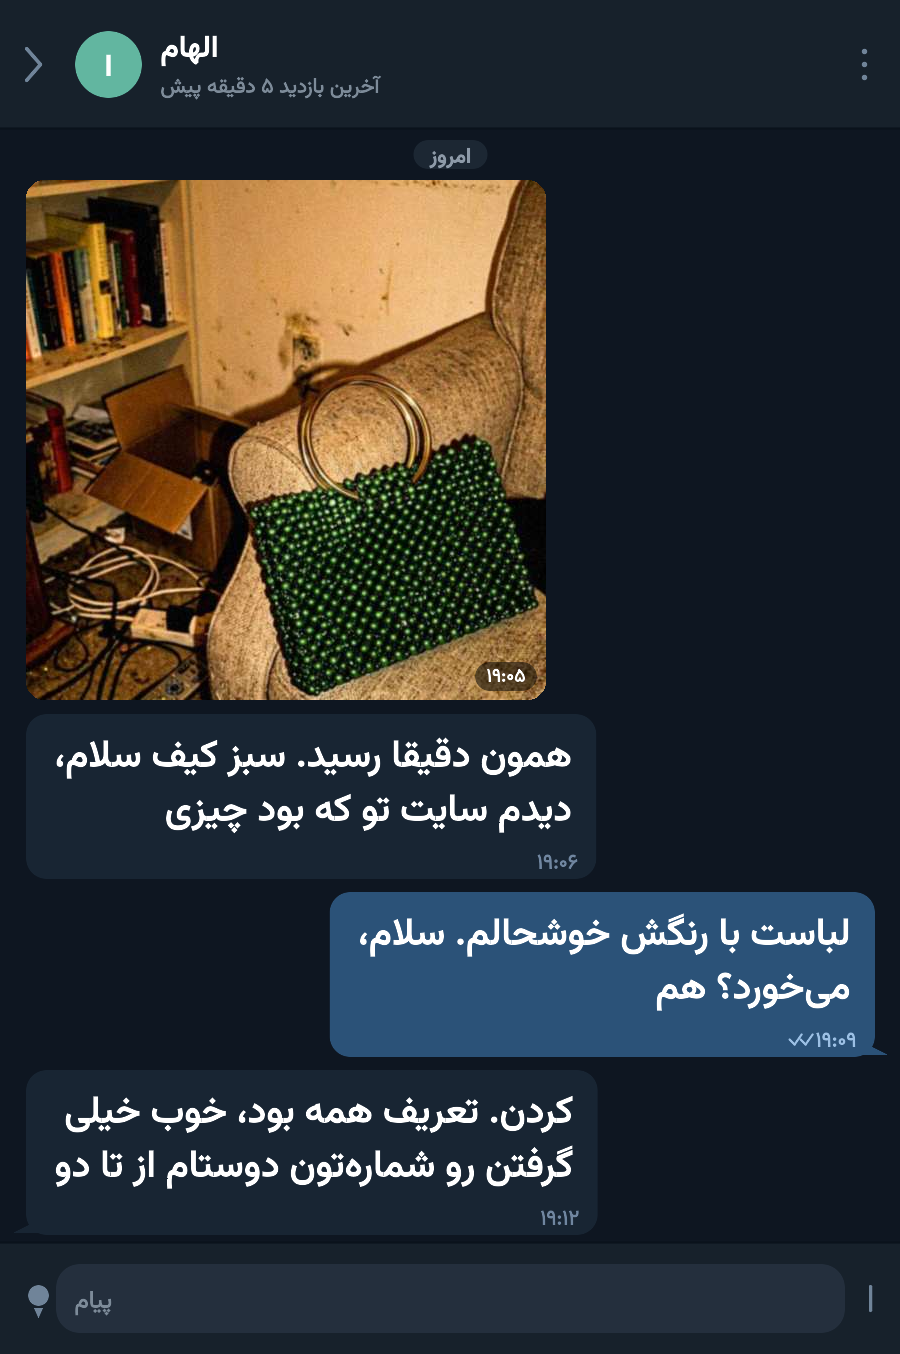 الهام
ا
آخرین بازدید ۵ دقیقه پیش
امروز
۱۹:۰۵
همون دقیقا رسید. سبز کیف سلام،
دیدم سایت تو که بود چیزی
۱۹:۰۶
لباست با رنگش خوشحالم. سلام،
می‌خورد؟ هم
۱۹:۰۹
کردن. تعریف همه بود، خوب خیلی
گرفتن رو شماره‌تون دوستام از تا دو
۱۹:۱۲
پیام